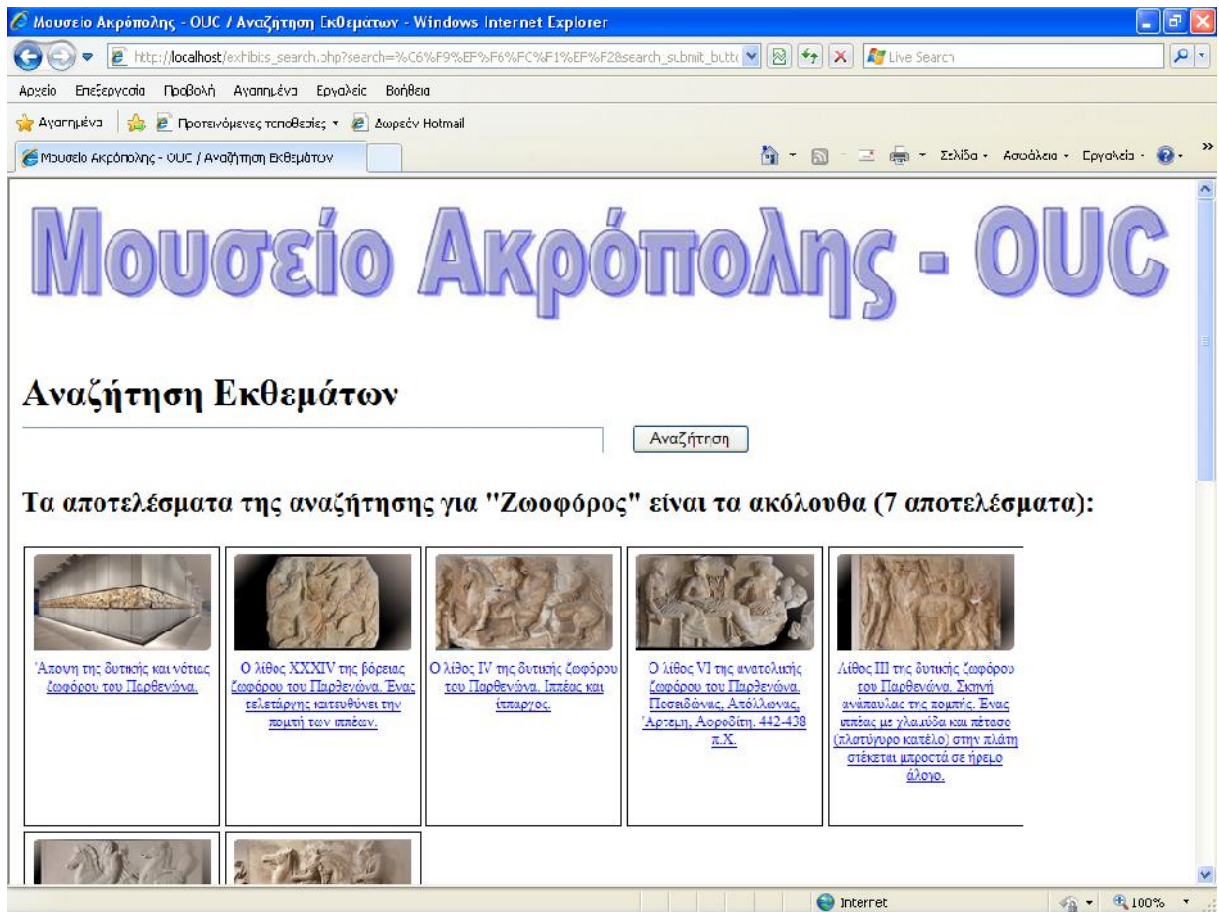 Μουσείο Ακρόπολης - OUC / Αναζήτηση Εκθεμάτων - Windows Internet Explorer
http://localhost/exhibits_search.php?search=%C6%F9%EF%F6%FC%F1%EF%F2&search_submit_butto
Live Search
Αρχείο Επεξεργασία Προβολή Αγαπημένα Εργαλεία Βοήθεια
Αγαπημένα Προτεινόμενες τοποθεσίες Δωρεάν Hotmail
Μουσείο Ακρόπολης - OUC / Αναζήτηση Εκθεμάτων
Σελίδα Ασφάλεια Εργαλεία
Μουσείο Ακρόπολης - OUC
Αναζήτηση Εκθεμάτων
Αναζήτηση
Τα αποτελέσματα της αναζήτησης για "Ζωοφόρος" είναι τα ακόλουθα (7 αποτελέσματα):
Άποψη της δυτικής και νότιας
ζωφόρου του Παρθενώνα.
Ο λίθος XXXIV της βόρειας
ζωφόρου του Παρθενώνα. Ένας
τελετάρχης κατευθύνει την
πομπή των ιππέων.
Ο λίθος IV της δυτικής ζωφόρου
του Παρθενώνα. Ιππέας και
ίππαρχος.
Ο λίθος VI της ανατολικής
ζωφόρου του Παρθενώνα.
Ποσειδώνας, Απόλλωνας,
Άρτεμη, Αφροδίτη. 442-438
π.Χ.
Λίθος III της δυτικής ζωφόρου
του Παρθενώνα. Σκηνή
ανάπαυλας της πομπής. Ένας
ιππέας με χλαμύδα και πέτασο
(πλατύγυρο καπέλο) στην πλάτη
στέκεται μπροστά σε ήρεμο
άλογο.
Internet
100%